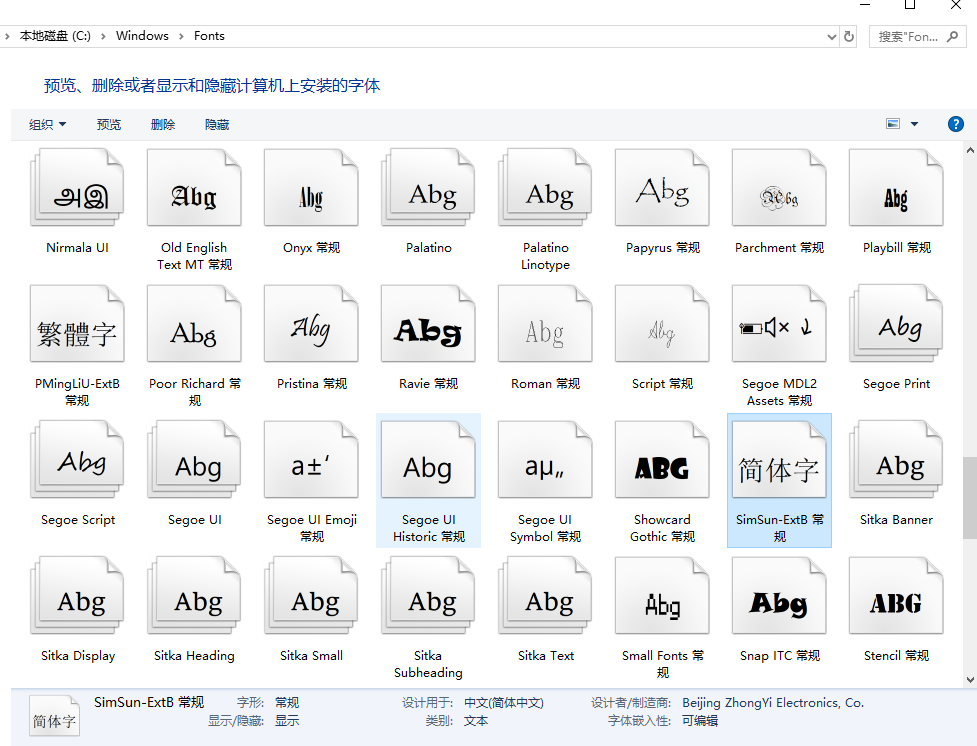 本地磁盘 (C:) › Windows › Fonts
搜索"Fon...
预览、删除或者显示和隐藏计算机上安装的字体
组织 预览 删除 隐藏
அஇ Abg Abg Abg Abg Abg Abg Abg
Nirmala UI Old English Onyx 常规 Palatino Palatino Papyrus 常规 Parchment 常规 Playbill 常规
Text MT 常规 Linotype
繁體字 Abg Abg Abg Abg Abg Abg
PMingLiU-ExtB Poor Richard 常 Pristina 常规 Ravie 常规 Roman 常规 Script 常规 Segoe MDL2 Segoe Print
常规 规 Assets 常规
Abg Abg a±‘ Abg aµ„ ABG 简体字 Abg
Segoe Script Segoe UI Segoe UI Emoji Segoe UI Segoe UI Showcard SimSun-ExtB 常 Sitka Banner
常规 Historic 常规 Symbol 常规 Gothic 常规 规
Abg Abg Abg Abg Abg Abg Abg ABG
Sitka Display Sitka Heading Sitka Small Sitka Sitka Text Small Fonts 常 Snap ITC 常规 Stencil 常规
Subheading 规
简体字 SimSun-ExtB 常规 字形: 常规 设计用于: 中文(简体中文) 设计者/制造商: Beijing ZhongYi Electronics, Co.
显示/隐藏: 显示 类别: 文本 字体嵌入性: 可编辑